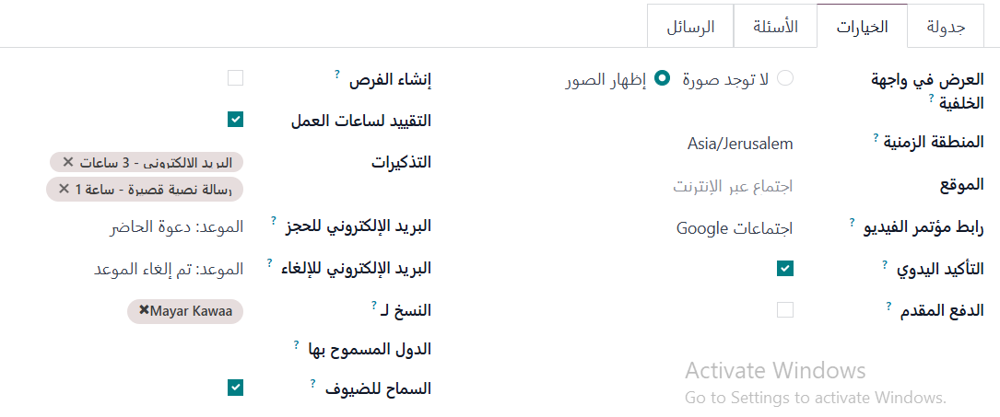 جدولة
الخيارات
الأسئلة
الرسائل
العرض في واجهة الخلفية ?
لا توجد صورة
إظهار الصور
المنطقة الزمنية ?
Asia/Jerusalem
الموقع
اجتماع عبر الإنترنت
رابط مؤتمر الفيديو ?
اجتماعات Google
التأكيد اليدوي ?
الدفع المقدم ?
إنشاء الفرص ?
التقييد لساعات العمل
التذكيرات
البريد الالكتروني - 3 ساعات ×
رسالة نصية قصيرة - ساعة 1 ×
البريد الإلكتروني للحجز ?
الموعد: دعوة الحاضر
البريد الإلكتروني للإلغاء ?
الموعد: تم إلغاء الموعد
النسخ لـ ?
Mayar Kawaa ×
الدول المسموح بها ?
السماح للضيوف ?
Activate Windows
Go to Settings to activate Windows.